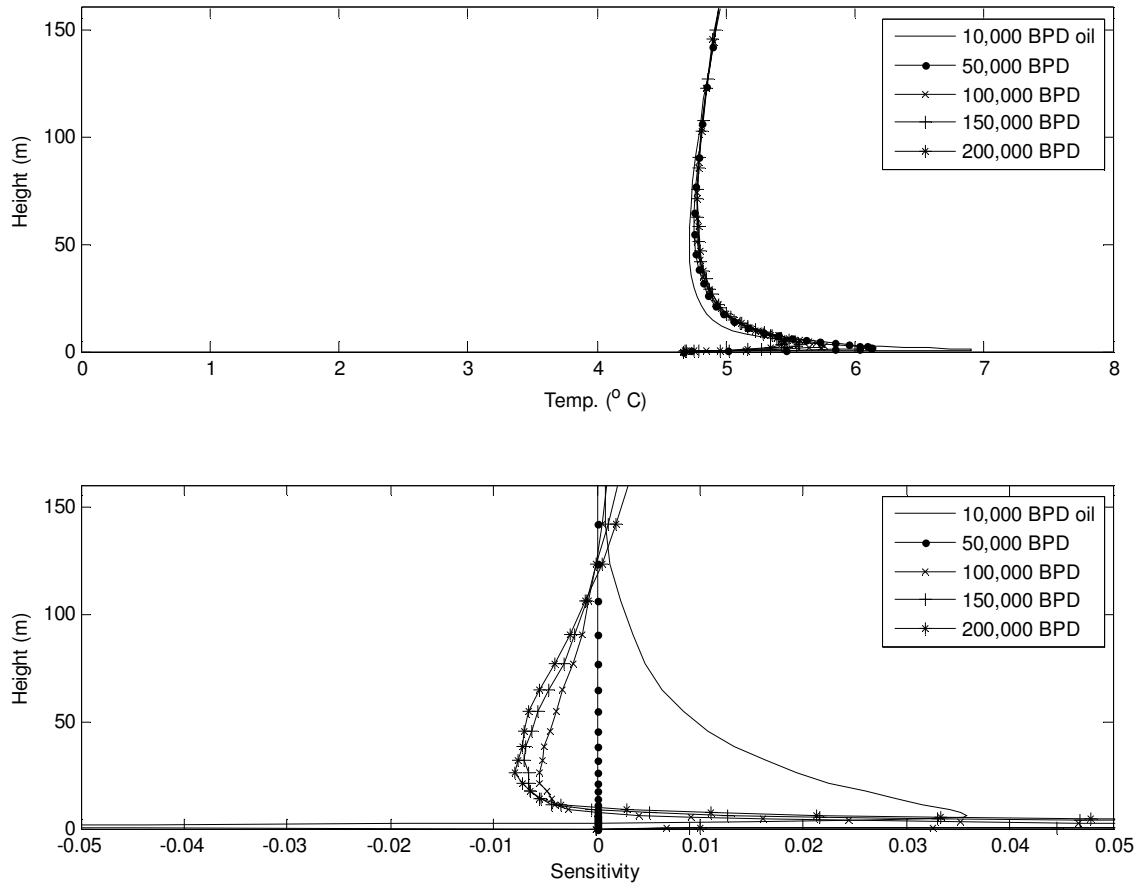 150
100
50
0
Height (m)
0 1 2 3 4 5 6 7 8
Temp. (° C)
10,000 BPD oil
50,000 BPD
100,000 BPD
150,000 BPD
200,000 BPD
150
100
50
0
Height (m)
-0.05 -0.04 -0.03 -0.02 -0.01 0 0.01 0.02 0.03 0.04 0.05
Sensitivity
10,000 BPD oil
50,000 BPD
100,000 BPD
150,000 BPD
200,000 BPD